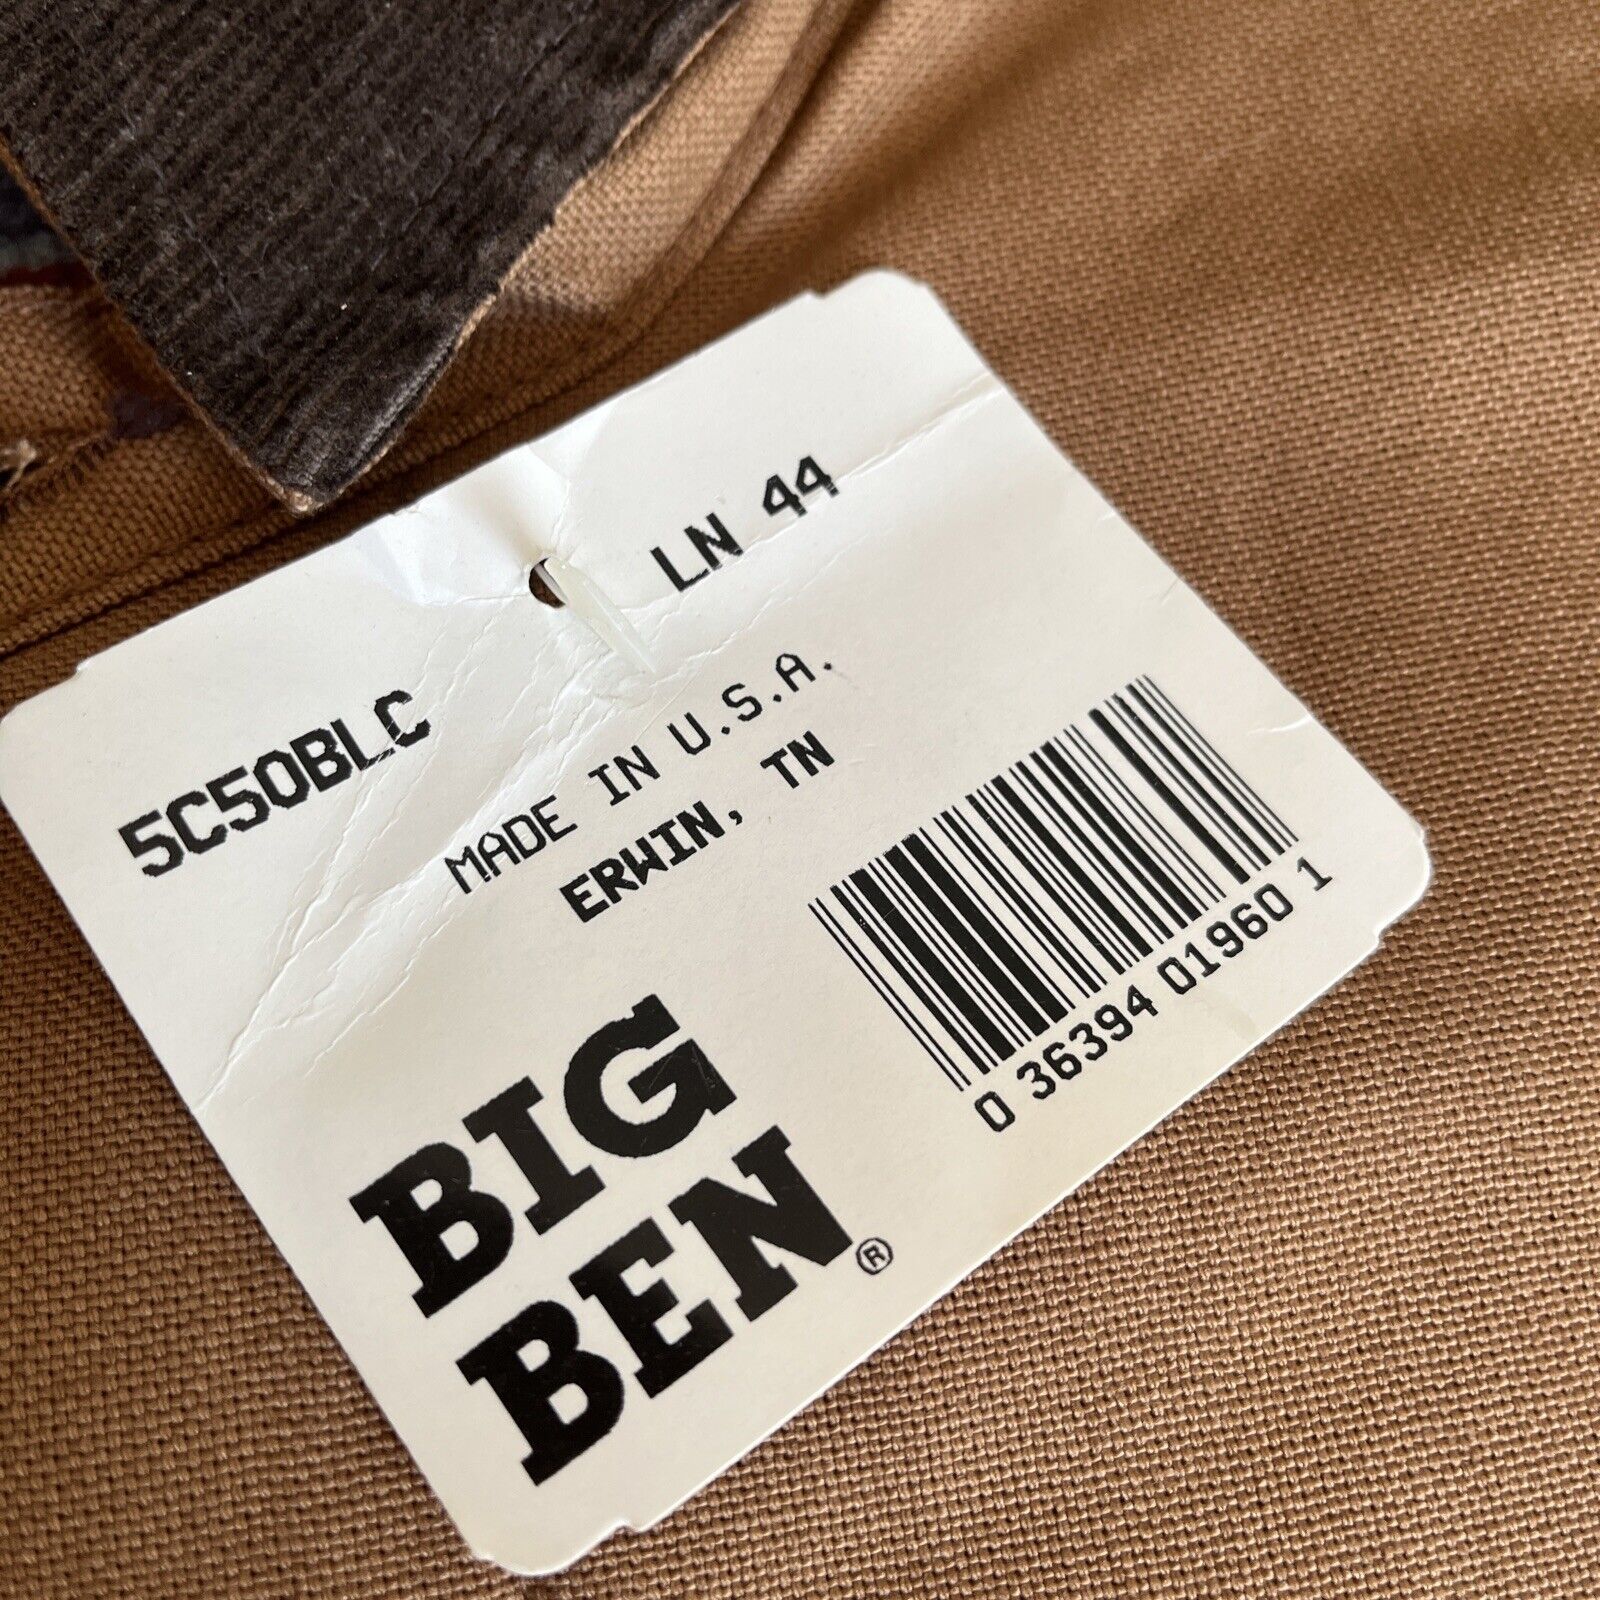 LN 44
5C50BLC
MADE IN U.S.A.
ERWIN, TN
0 36394 01960 1
BIG
BEN®